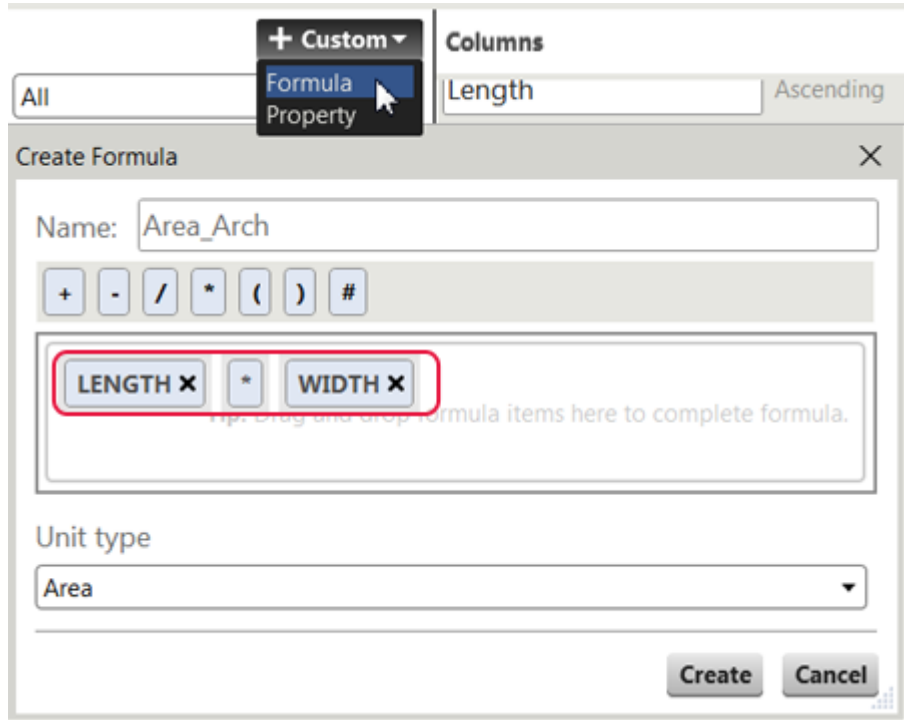 + Custom
Columns
All
Formula
Property
Length
Ascending
Create Formula
Name: Area_Arch
+ - / * ( ) #
LENGTH × * WIDTH ×
Tip: Drag and drop formula items here to complete formula.
Unit type
Area
Create Cancel